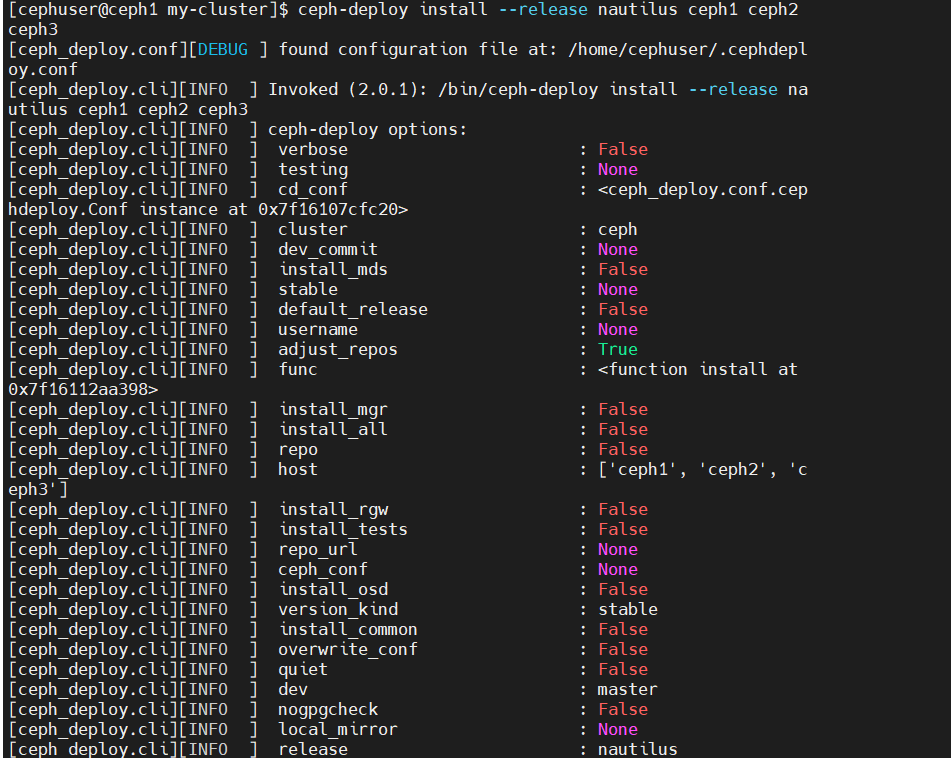 [cephuser@ceph1 my-cluster]$ ceph-deploy install --release nautilus ceph1 ceph2
ceph3
[ceph_deploy.conf][DEBUG ] found configuration file at: /home/cephuser/.cephdepl
oy.conf
[ceph_deploy.cli][INFO  ] Invoked (2.0.1): /bin/ceph-deploy install --release na
utilus ceph1 ceph2 ceph3
[ceph_deploy.cli][INFO  ] ceph-deploy options:
[ceph_deploy.cli][INFO  ]  verbose                       : False
[ceph_deploy.cli][INFO  ]  testing                       : None
[ceph_deploy.cli][INFO  ]  cd_conf                       : <ceph_deploy.conf.cep
hdeploy.Conf instance at 0x7f16107cfc20>
[ceph_deploy.cli][INFO  ]  cluster                       : ceph
[ceph_deploy.cli][INFO  ]  dev_commit                    : None
[ceph_deploy.cli][INFO  ]  install_mds                   : False
[ceph_deploy.cli][INFO  ]  stable                        : None
[ceph_deploy.cli][INFO  ]  default_release               : False
[ceph_deploy.cli][INFO  ]  username                      : None
[ceph_deploy.cli][INFO  ]  adjust_repos                  : True
[ceph_deploy.cli][INFO  ]  func                          : <function install at
0x7f16112aa398>
[ceph_deploy.cli][INFO  ]  install_mgr                   : False
[ceph_deploy.cli][INFO  ]  install_all                   : False
[ceph_deploy.cli][INFO  ]  repo                          : False
[ceph_deploy.cli][INFO  ]  host                          : ['ceph1', 'ceph2', 'c
eph3']
[ceph_deploy.cli][INFO  ]  install_rgw                   : False
[ceph_deploy.cli][INFO  ]  install_tests                 : False
[ceph_deploy.cli][INFO  ]  repo_url                      : None
[ceph_deploy.cli][INFO  ]  ceph_conf                     : None
[ceph_deploy.cli][INFO  ]  install_osd                   : False
[ceph_deploy.cli][INFO  ]  version_kind                  : stable
[ceph_deploy.cli][INFO  ]  install_common                : False
[ceph_deploy.cli][INFO  ]  overwrite_conf                : False
[ceph_deploy.cli][INFO  ]  quiet                         : False
[ceph_deploy.cli][INFO  ]  dev                           : master
[ceph_deploy.cli][INFO  ]  nogpgcheck                    : False
[ceph_deploy.cli][INFO  ]  local_mirror                  : None
[ceph_deploy.cli][INFO  ]  release                       : nautilus